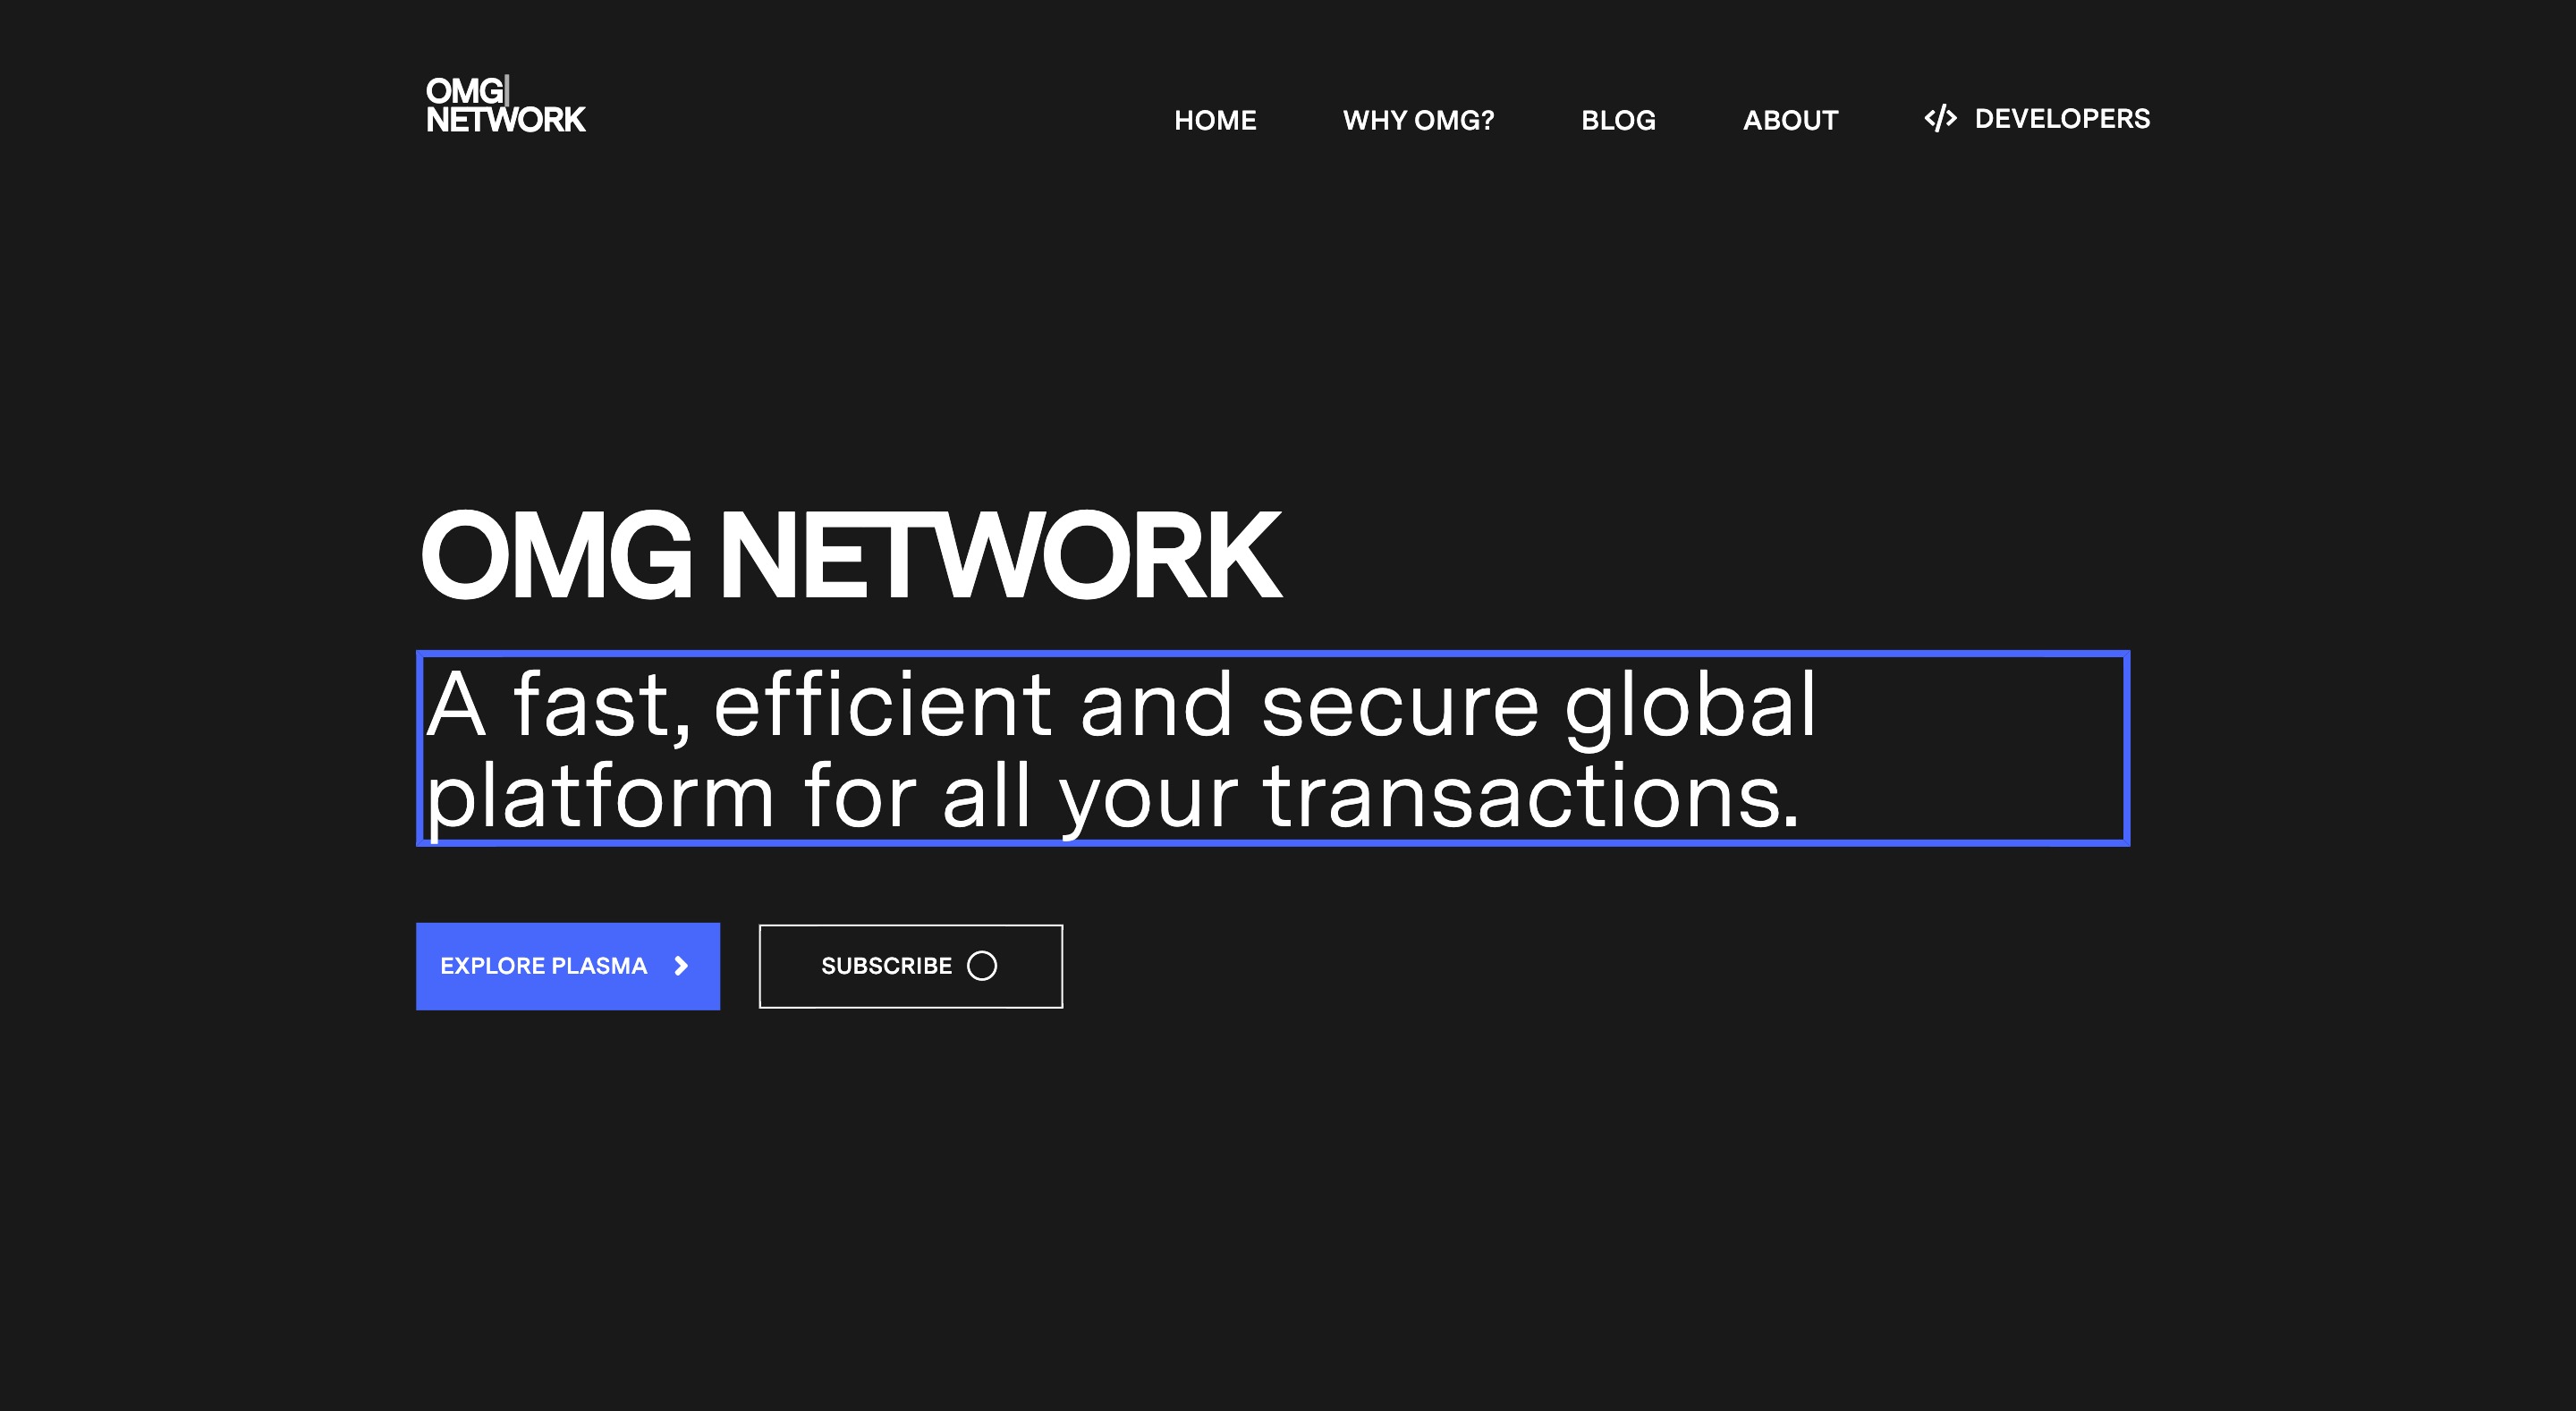 OMG
NETWORK
HOME WHY OMG? BLOG ABOUT </> DEVELOPERS
OMG NETWORK
A fast, efficient and secure global
platform for all your transactions.
EXPLORE PLASMA SUBSCRIBE